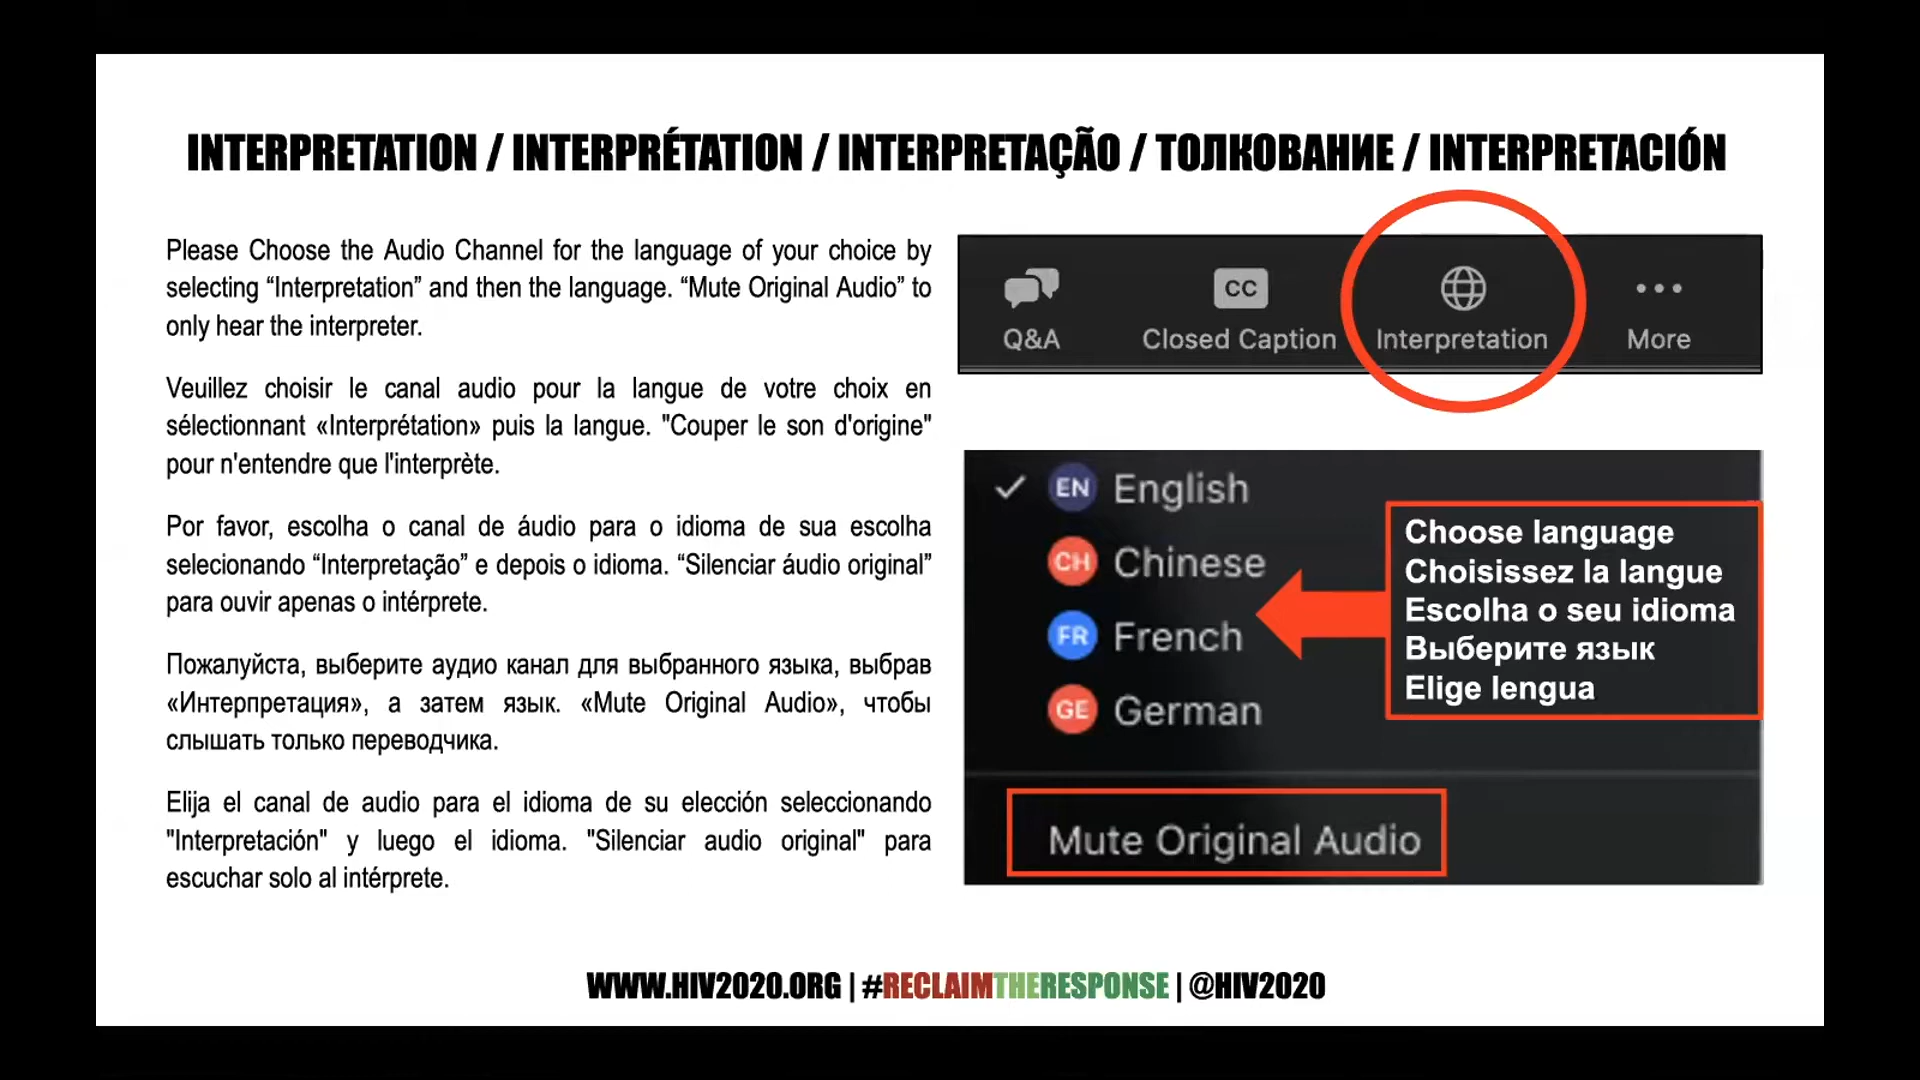 INTERPRETATION / INTERPRÉTATION / INTERPRETAÇÃO / ТОЛКОВАНИЕ / INTERPRETACIÓN
Please Choose the Audio Channel for the language of your choice by
selecting “Interpretation” and then the language. “Mute Original Audio” to
only hear the interpreter.
Veuillez choisir le canal audio pour la langue de votre choix en
sélectionnant «Interprétation» puis la langue. "Couper le son d'origine"
pour n'entendre que l'interprète.
Por favor, escolha o canal de áudio para o idioma de sua escolha
selecionando “Interpretação” e depois o idioma. “Silenciar áudio original”
para ouvir apenas o intérprete.
Пожалуйста, выберите аудио канал для выбранного языка, выбрав
«Интерпретация», а затем язык. «Mute Original Audio», чтобы
слышать только переводчика.
Elija el canal de audio para el idioma de su elección seleccionando
"Interpretación" y luego el idioma. "Silenciar audio original" para
escuchar solo al intérprete.
CC
Q&A Closed Caption Interpretation More
EN English
CH Chinese
FR French
GE German
Choose language
Choisissez la langue
Escolha o seu idioma
Выберите язык
Elige lengua
Mute Original Audio
WWW.HIV2020.ORG | #RECLAIMTHERESPONSE | @HIV2020